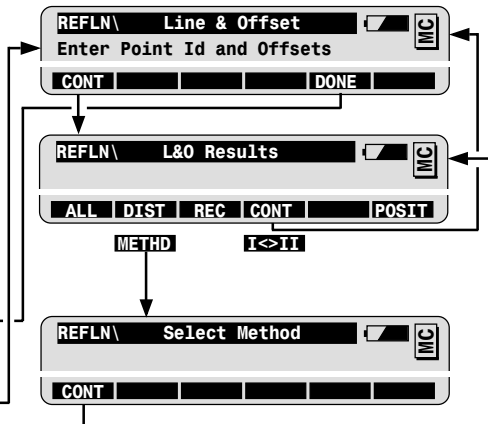 REFLN\ Line & Offset MC
Enter Point Id and Offsets
CONT DONE
REFLN\ L&O Results MC
ALL DIST REC CONT POSIT
METHD I<>II
REFLN\ Select Method MC
CONT